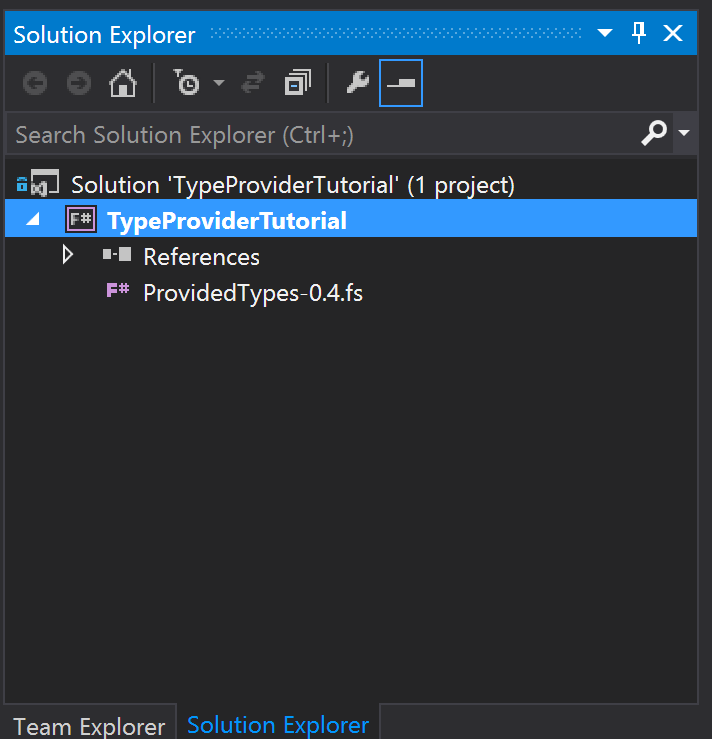 Solution Explorer
Search Solution Explorer (Ctrl+;)
Solution 'TypeProviderTutorial' (1 project)
F# TypeProviderTutorial
References
F# ProvidedTypes-0.4.fs
Team Explorer Solution Explorer